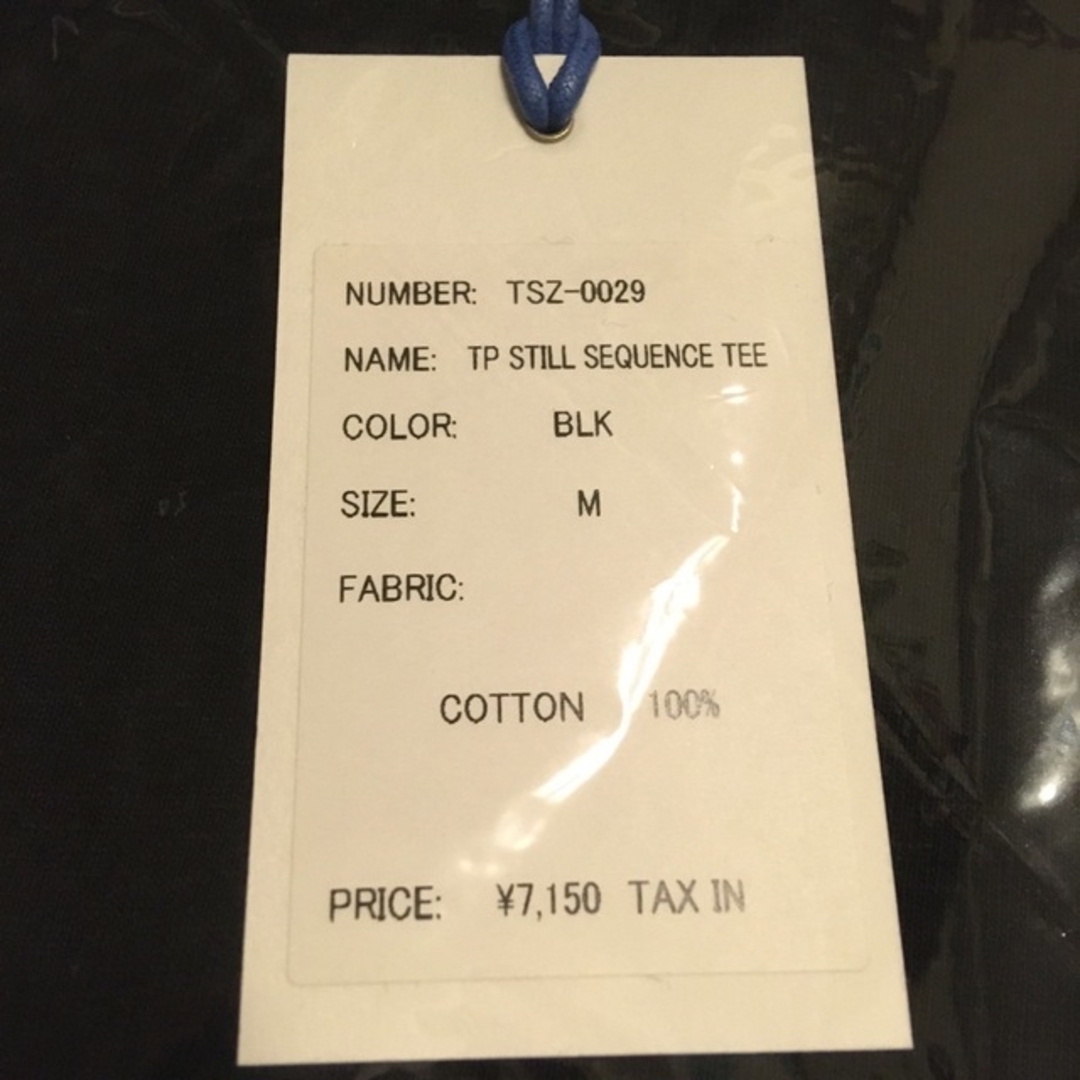 NUMBER: TSZ-0029
NAME: TP STILL SEQUENCE TEE
COLOR: BLK
SIZE: M
FABRIC:
COTTON 100%
PRICE: ¥7,150 TAX IN